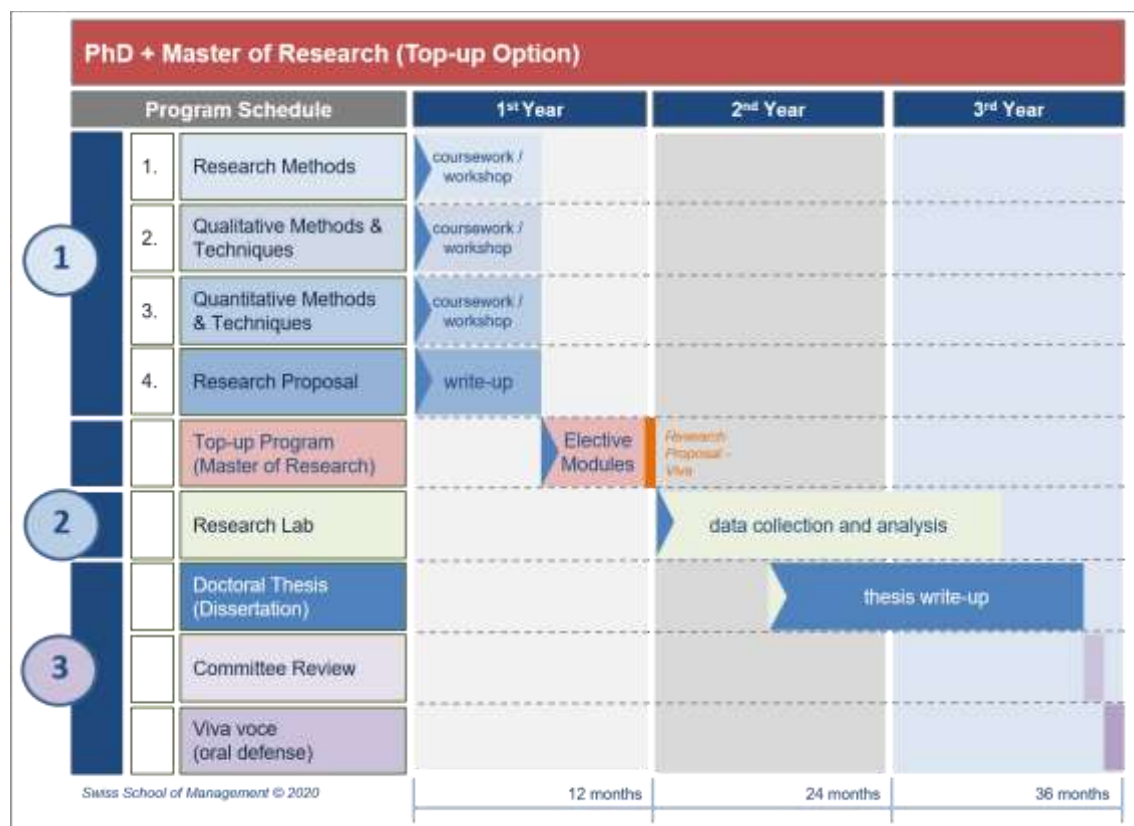 PhD + Master of Research (Top-up Option)
Program Schedule
1st Year
2nd Year
3rd Year
1
1.
Research Methods
coursework /
workshop
2.
Qualitative Methods &
Techniques
coursework /
workshop
3.
Quantitative Methods
& Techniques
coursework /
workshop
4.
Research Proposal
write-up
Top-up Program
(Master of Research)
Elective
Modules
Research
Proposal -
Viva
2
Research Lab
data collection and analysis
3
Doctoral Thesis
(Dissertation)
thesis write-up
Committee Review
Viva voce
(oral defense)
Swiss School of Management © 2020
12 months
24 months
36 months